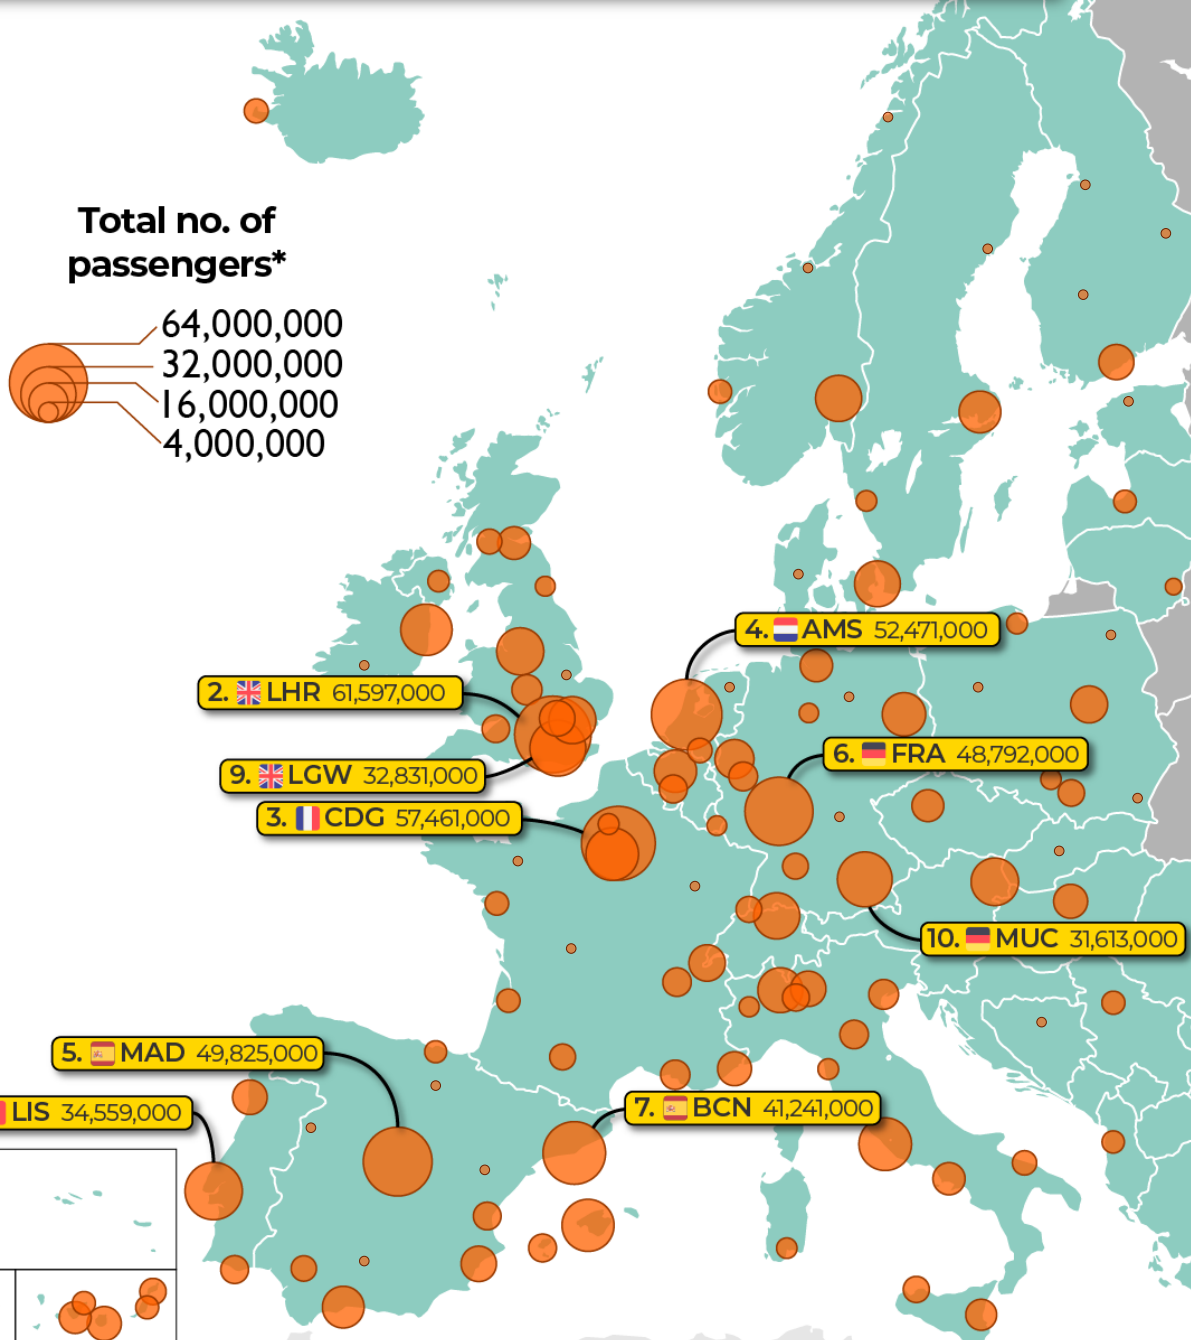 Total no. of
passengers*
64,000,000
32,000,000
16,000,000
4,000,000
4. AMS 52,471,000
2. LHR 61,597,000
6. FRA 48,792,000
9. LGW 32,831,000
3. CDG 57,461,000
10. MUC 31,613,000
5. MAD 49,825,000
7. BCN 41,241,000
LIS 34,559,000